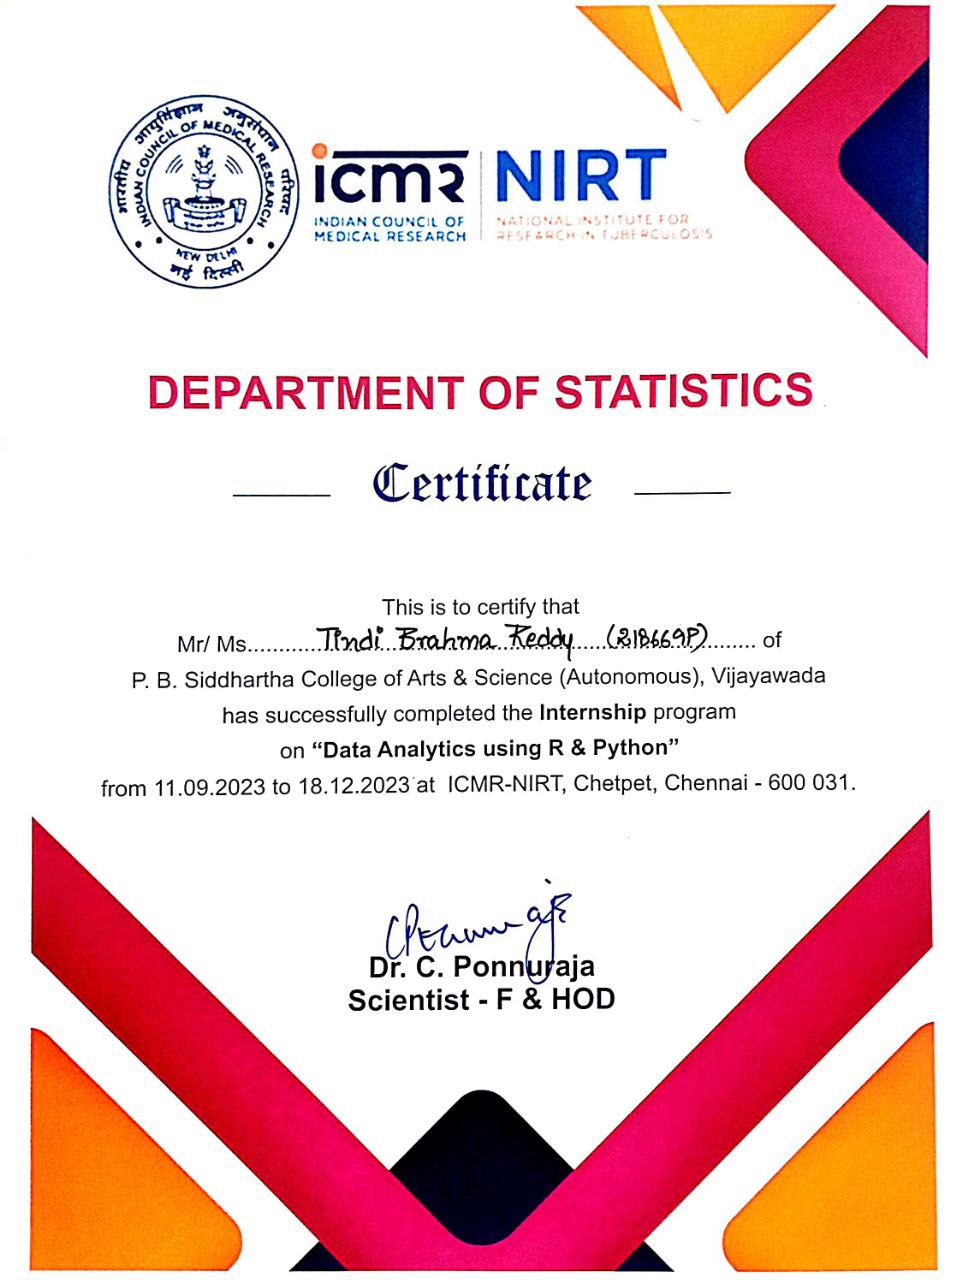 भारतीय आयुर्विज्ञान अनुसंधान परिषद
INDIAN COUNCIL OF MEDICAL RESEARCH
NEW DELHI
नई दिल्ली
icmr
INDIAN COUNCIL OF
MEDICAL RESEARCH
NIRT
NATIONAL INSTITUTE FOR
RESEARCH IN TUBERCULOSIS
DEPARTMENT OF STATISTICS
Certificate
This is to certify that
Mr/ Ms............Tindi Brahma Reddy (218669P)......... of
P. B. Siddhartha College of Arts & Science (Autonomous), Vijayawada
has successfully completed the Internship program
on “Data Analytics using R & Python”
from 11.09.2023 to 18.12.2023 at ICMR-NIRT, Chetpet, Chennai - 600 031.
Dr. C. Ponnuraja
Scientist - F & HOD